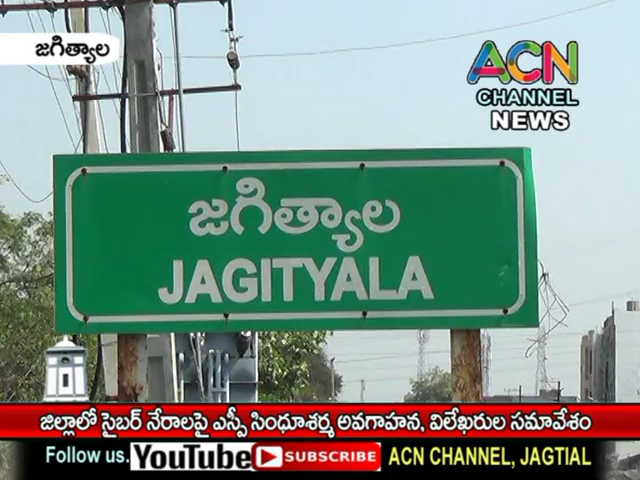 జగిత్యాల
ACN
CHANNEL
NEWS
జగిత్యాల
JAGITYALA
జిల్లాలో సైబర్ నేరాలపై ఎస్పీ సింధూశర్మ అవగాహన, విలేఖరుల సమావేశం
Follow us. YouTube SUBSCRIBE ACN CHANNEL, JAGTIAL